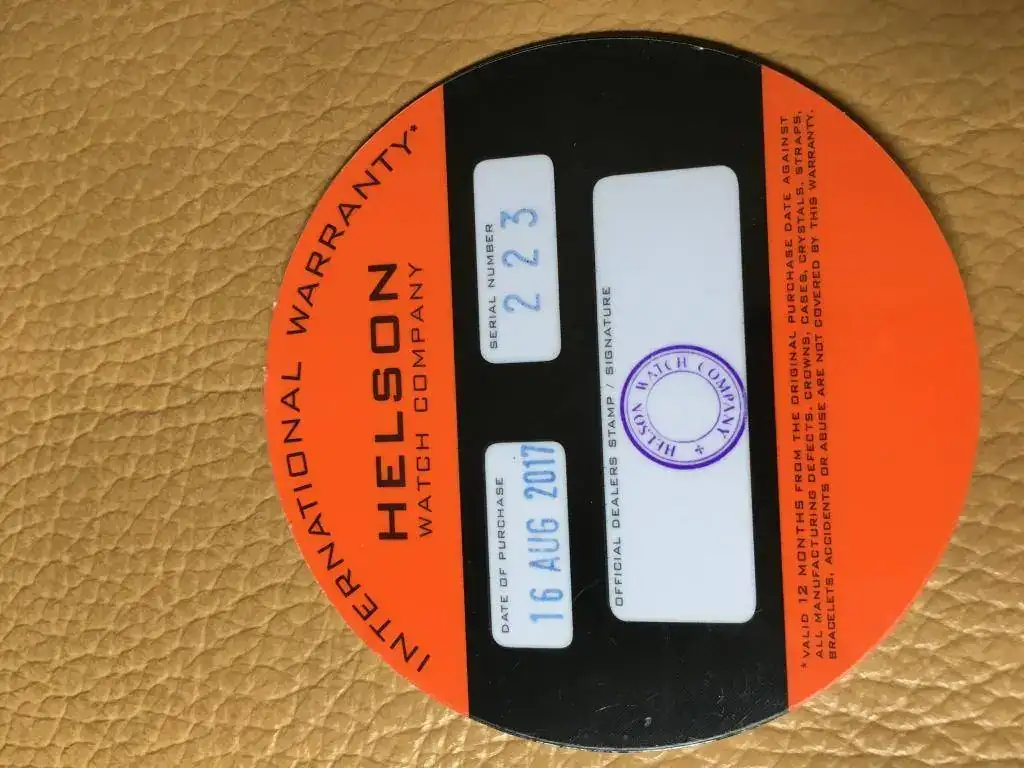 INTERNATIONAL WARRANTY.*
HELSON
WATCH COMPANY
DATE OF PURCHASE
16 AUG 2017
SERIAL NUMBER
223
OFFICIAL DEALERS STAMP / SIGNATURE
HELSON WATCH COMPANY
* VALID 12 MONTHS FROM THE ORIGINAL PURCHASE DATE AGAINST
ALL MANUFACTURING DEFECTS. CROWNS, CASES, CRYSTALS, STRAPS,
BRACELETS, ACCIDENTS OR ABUSE ARE NOT COVERED BY THIS WARRANTY.